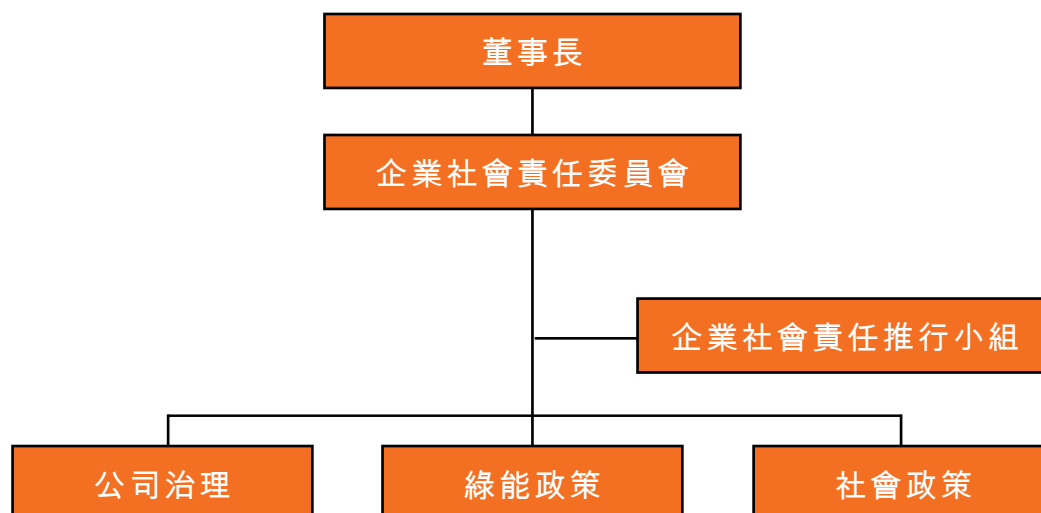 董事長
企業社會責任委員會
企業社會責任推行小組
公司治理
綠能政策
社會政策